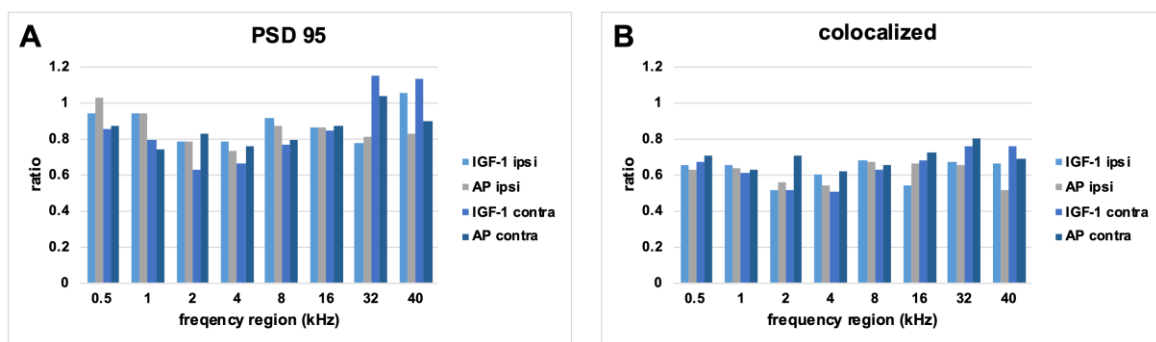 A
PSD 95
ratio
1.2
1
0.8
0.6
0.4
0.2
0
0.5 1 2 4 8 16 32 40
freqency region (kHz)
IGF-1 ipsi
AP ipsi
IGF-1 contra
AP contra
B
colocalized
ratio
1.2
1
0.8
0.6
0.4
0.2
0
0.5 1 2 4 8 16 32 40
frequency region (kHz)
IGF-1 ipsi
AP ipsi
IGF-1 contra
AP contra